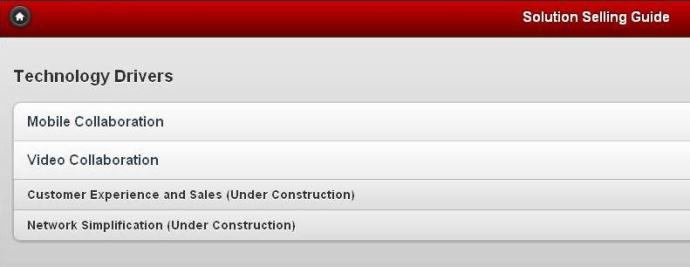 Solution Selling Guide
Technology Drivers
Mobile Collaboration
Video Collaboration
Customer Experience and Sales (Under Construction)
Network Simplification (Under Construction)